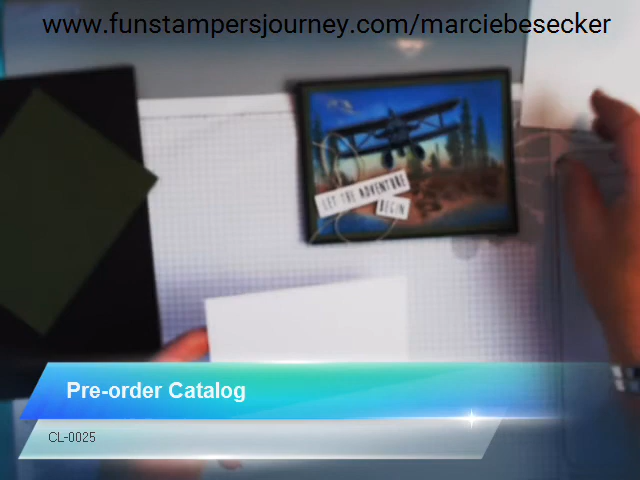 www.funstampersjourney.com/marciebesecker
LET THE ADVENTURE
BEGIN
Pre-order Catalog
CL-0025